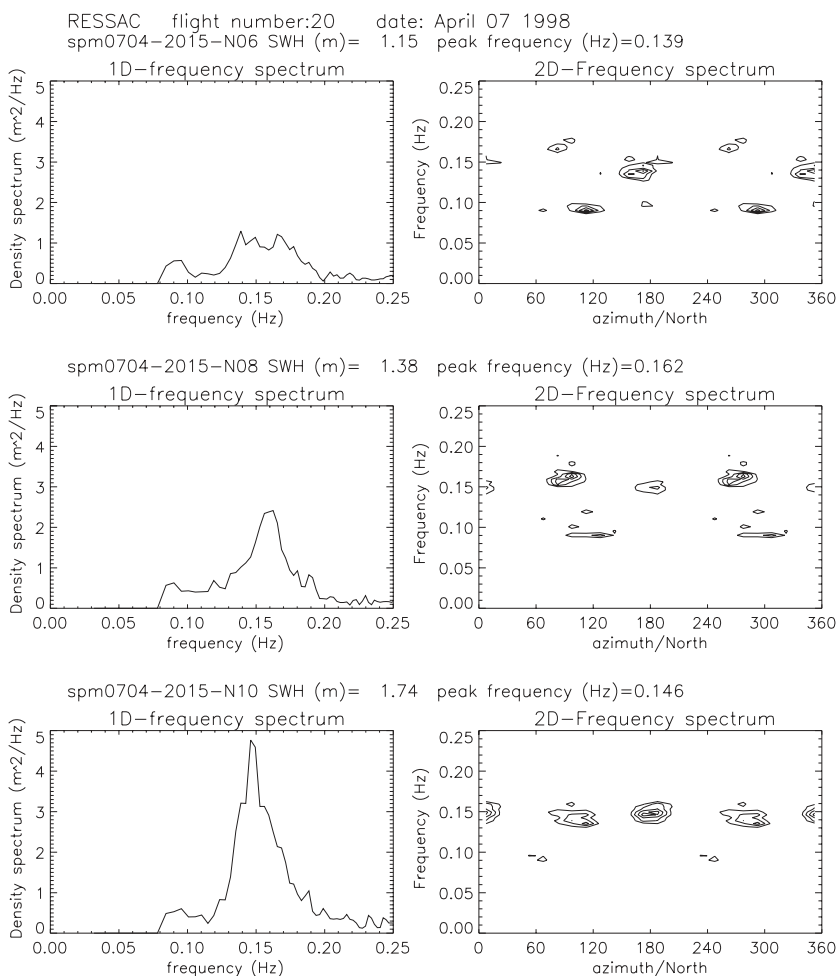 RESSAC flight number:20 date: April 07 1998
spm0704-2015-N06 SWH (m)= 1.15 peak frequency (Hz)=0.139
1D-frequency spectrum
Density spectrum (m^2/Hz)
5
4
3
2
1
0
0.00 0.05 0.10 0.15 0.20 0.25
frequency (Hz)
2D-Frequency spectrum
Frequency (Hz)
0.25
0.20
0.15
0.10
0.05
0.00
0 60 120 180 240 300 360
azimuth/North
spm0704-2015-N08 SWH (m)= 1.38 peak frequency (Hz)=0.162
1D-frequency spectrum
Density spectrum (m^2/Hz)
5
4
3
2
1
0
0.00 0.05 0.10 0.15 0.20 0.25
frequency (Hz)
2D-Frequency spectrum
Frequency (Hz)
0.25
0.20
0.15
0.10
0.05
0.00
0 60 120 180 240 300 360
azimuth/North
spm0704-2015-N10 SWH (m)= 1.74 peak frequency (Hz)=0.146
1D-frequency spectrum
Density spectrum (m^2/Hz)
5
4
3
2
1
0
0.00 0.05 0.10 0.15 0.20 0.25
frequency (Hz)
2D-Frequency spectrum
Frequency (Hz)
0.25
0.20
0.15
0.10
0.05
0.00
0 60 120 180 240 300 360
azimuth/North